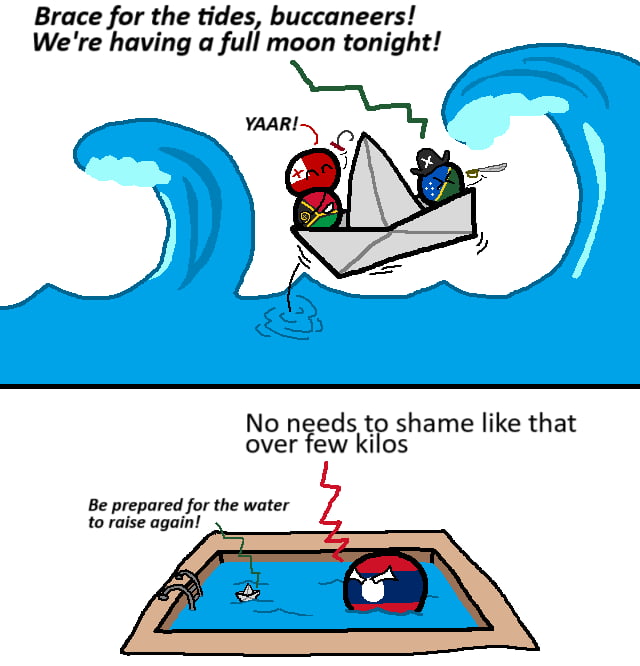 Brace for the tides, buccaneers!
We're having a full moon tonight!
YAAR!
No needs to shame like that
over few kilos
Be prepared for the water
to raise again!